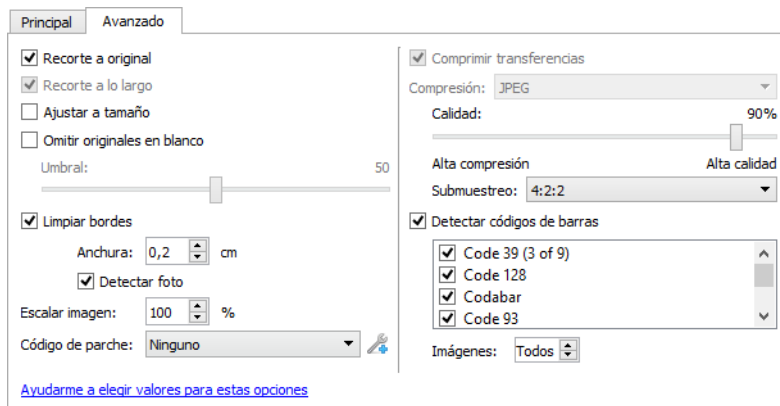 Principal
Avanzado
Recorte a original
Recorte a lo largo
Ajustar a tamaño
Omitir originales en blanco
Umbral: 50
Limpiar bordes
Anchura: 0,2 cm
Detectar foto
Escalar imagen: 100 %
Código de parche: Ninguno
Ayudarme a elegir valores para estas opciones
Comprimir transferencias
Compresión: JPEG
Calidad: 90%
Alta compresión Alta calidad
Submuestreo: 4:2:2
Detectar códigos de barras
Code 39 (3 of 9)
Code 128
Codabar
Code 93
Imágenes: Todos